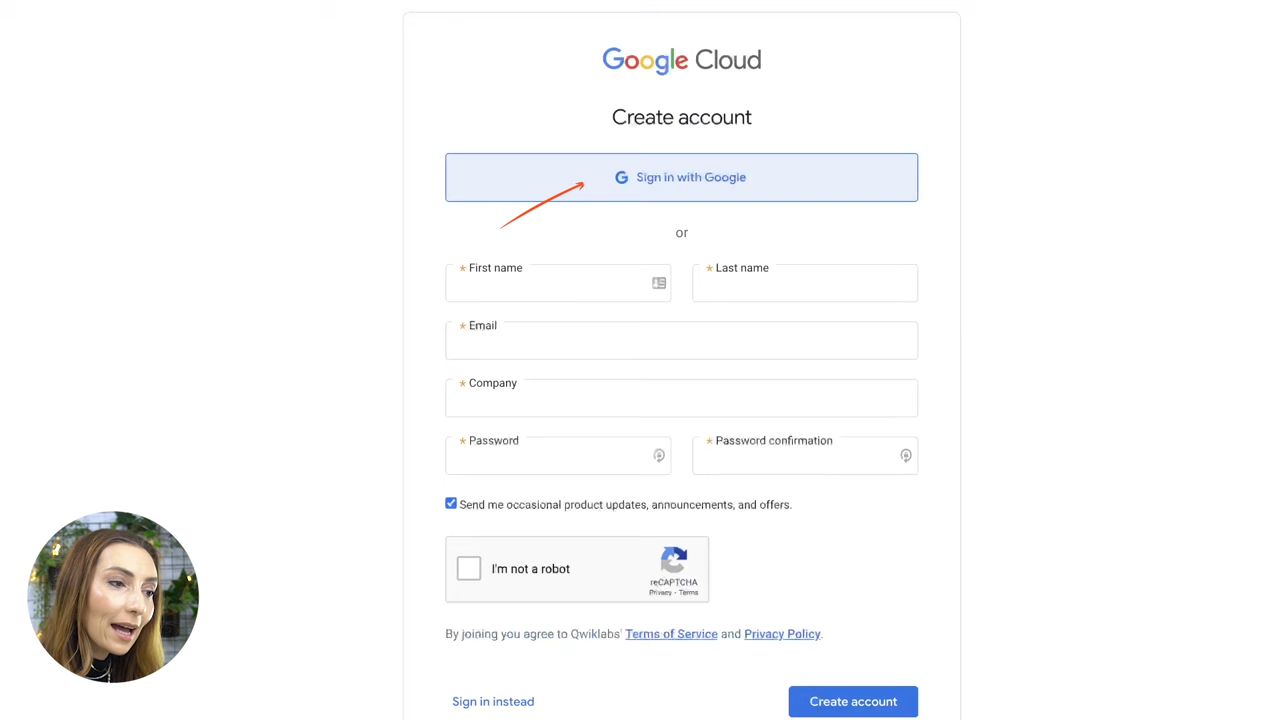 Google Cloud
Create account
Sign in with Google
or
* First name
* Last name
* Email
* Company
* Password
* Password confirmation
Send me occasional product updates, announcements, and offers.
I'm not a robot
reCAPTCHA
Privacy - Terms
By joining you agree to Qwiklabs' Terms of Service and Privacy Policy.
Sign in instead
Create account